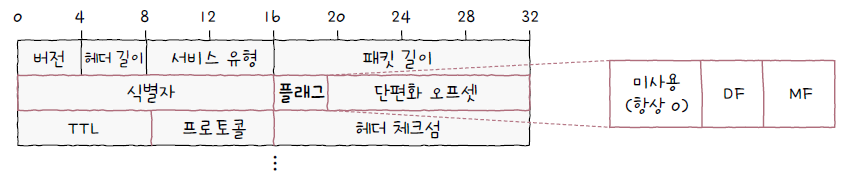 0 4 8 12 16 20 24 28 32
버전 헤더 길이 서비스 유형 패킷 길이
식별자 플래그 단편화 오프셋
미사용
(항상 0) DF MF
TTL 프로토콜 헤더 체크섬
⋮